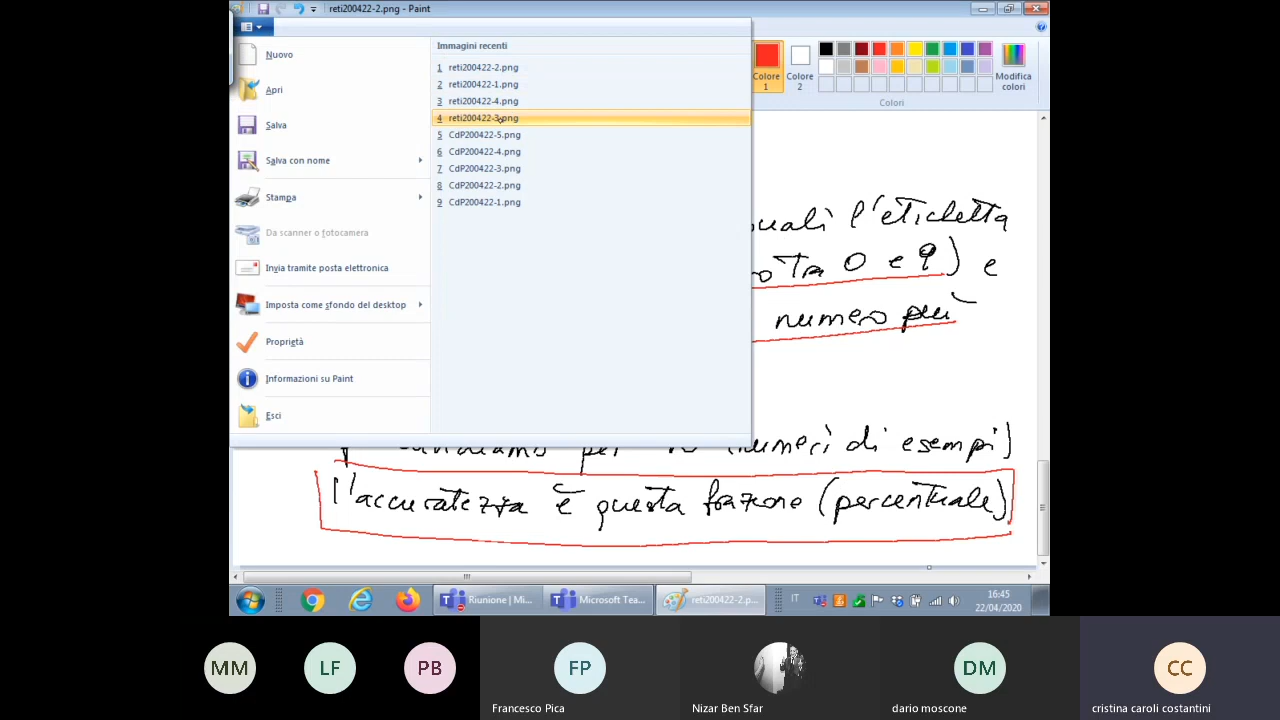 reti200422-2.png - Paint
Immagini recenti
Nuovo
Apri
Salva
Salva con nome
Stampa
Da scanner o fotocamera
Invia tramite posta elettronica
Imposta come sfondo del desktop
Proprietà
Informazioni su Paint
Esci
1 reti200422-2.png
2 reti200422-1.png
3 reti200422-4.png
4 reti200422-3.png
5 CdP200422-5.png
6 CdP200422-4.png
7 CdP200422-3.png
8 CdP200422-2.png
9 CdP200422-1.png
Colore 1
Colore 2
Modifica colori
Colori
l'etichetta
0 e 9) e
numero più
per (numeri di esempi)
l'accuratezza è questa frazione (percentuale)
Riunione | Mi...
Microsoft Tea...
reti200422-2.p...
IT
16:45
22/04/2020
MM
LF
PB
FP
DM
CC
Francesco Pica
Nizar Ben Sfar
dario moscone
cristina caroli costantini